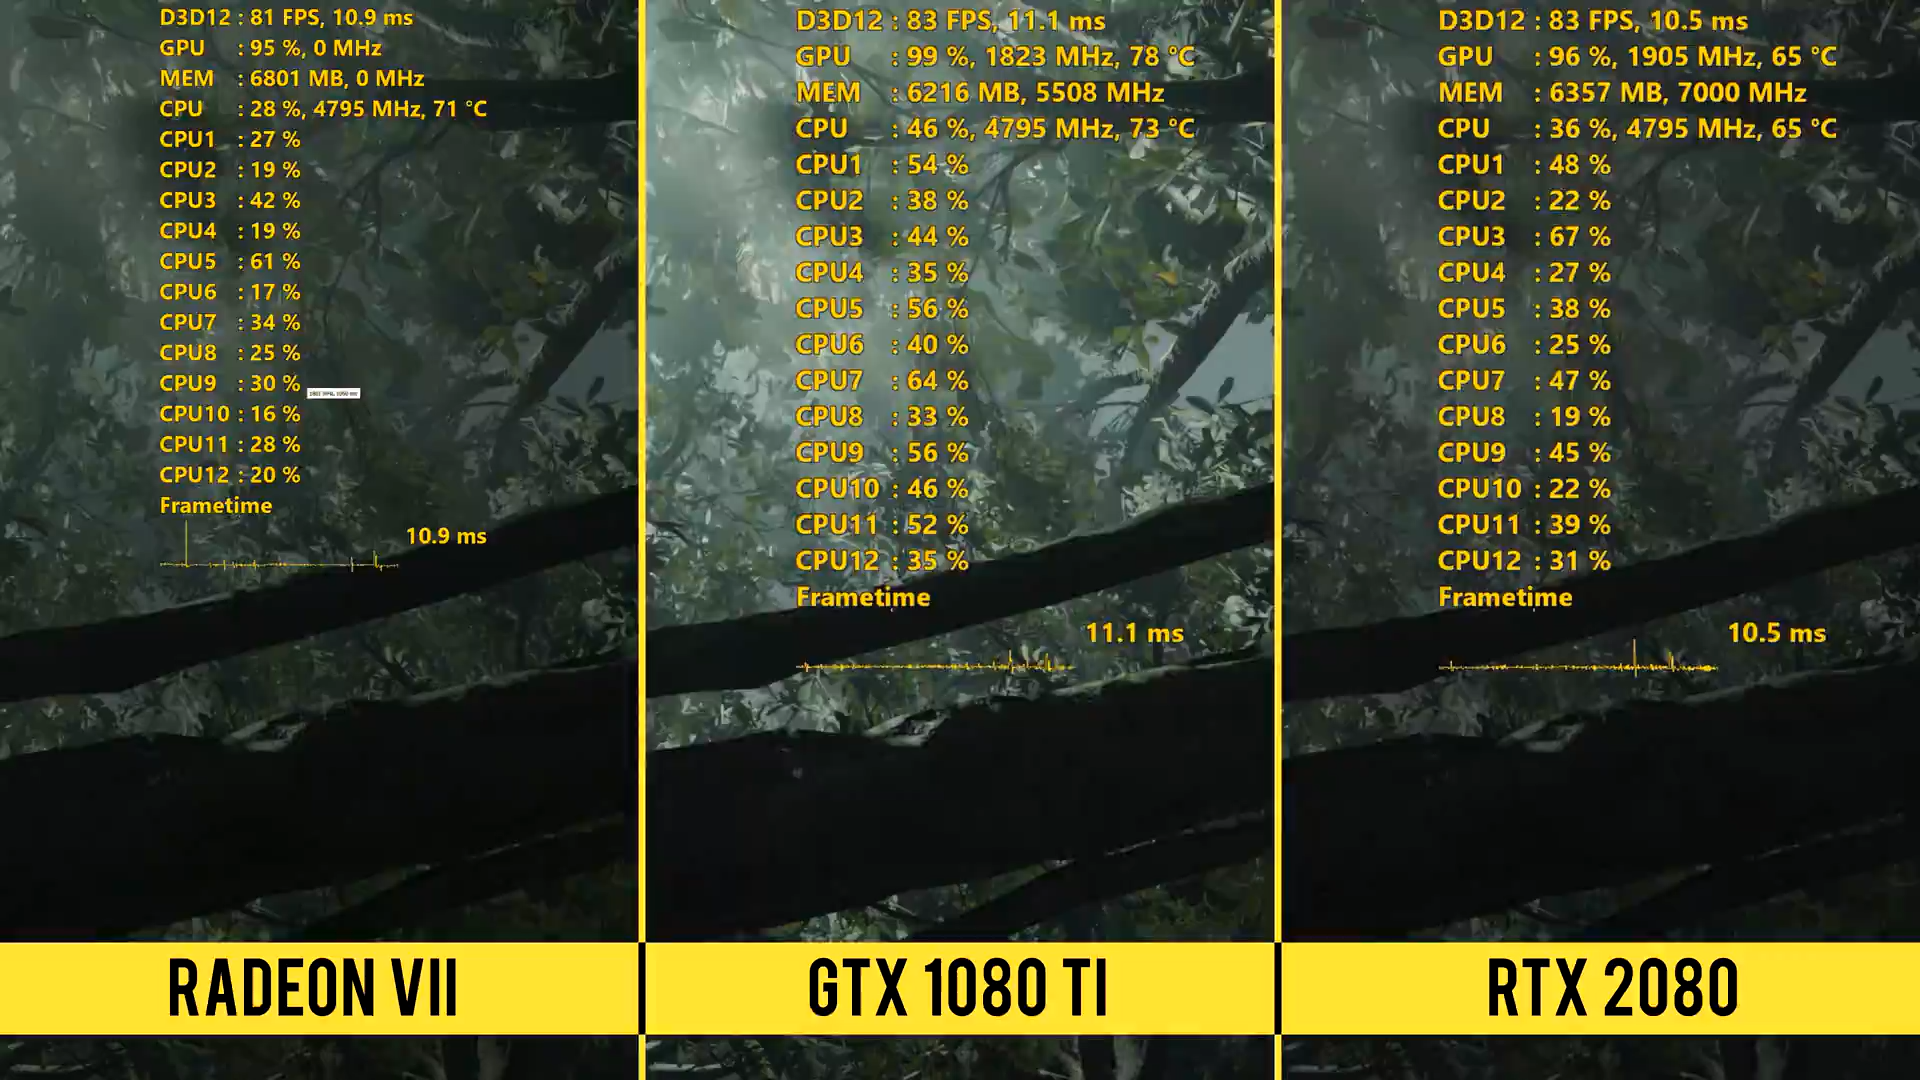 D3D12 : 81 FPS, 10.9 ms
GPU : 95 %, 0 MHz
MEM : 6801 MB, 0 MHz
CPU : 28 %, 4795 MHz, 71 °C
CPU1 : 27 %
CPU2 : 19 %
CPU3 : 42 %
CPU4 : 19 %
CPU5 : 61 %
CPU6 : 17 %
CPU7 : 34 %
CPU8 : 25 %
CPU9 : 30 %
CPU10 : 16 %
CPU11 : 28 %
CPU12 : 20 %
Frametime
10.9 ms
RADEON VII
D3D12 : 83 FPS, 11.1 ms
GPU : 99 %, 1823 MHz, 78 °C
MEM : 6216 MB, 5508 MHz
CPU : 46 %, 4795 MHz, 73 °C
CPU1 : 54 %
CPU2 : 38 %
CPU3 : 44 %
CPU4 : 35 %
CPU5 : 56 %
CPU6 : 40 %
CPU7 : 64 %
CPU8 : 33 %
CPU9 : 56 %
CPU10 : 46 %
CPU11 : 52 %
CPU12 : 35 %
Frametime
11.1 ms
GTX 1080 TI
D3D12 : 83 FPS, 10.5 ms
GPU : 96 %, 1905 MHz, 65 °C
MEM : 6357 MB, 7000 MHz
CPU : 36 %, 4795 MHz, 65 °C
CPU1 : 48 %
CPU2 : 22 %
CPU3 : 67 %
CPU4 : 27 %
CPU5 : 38 %
CPU6 : 25 %
CPU7 : 47 %
CPU8 : 19 %
CPU9 : 45 %
CPU10 : 22 %
CPU11 : 39 %
CPU12 : 31 %
Frametime
10.5 ms
RTX 2080